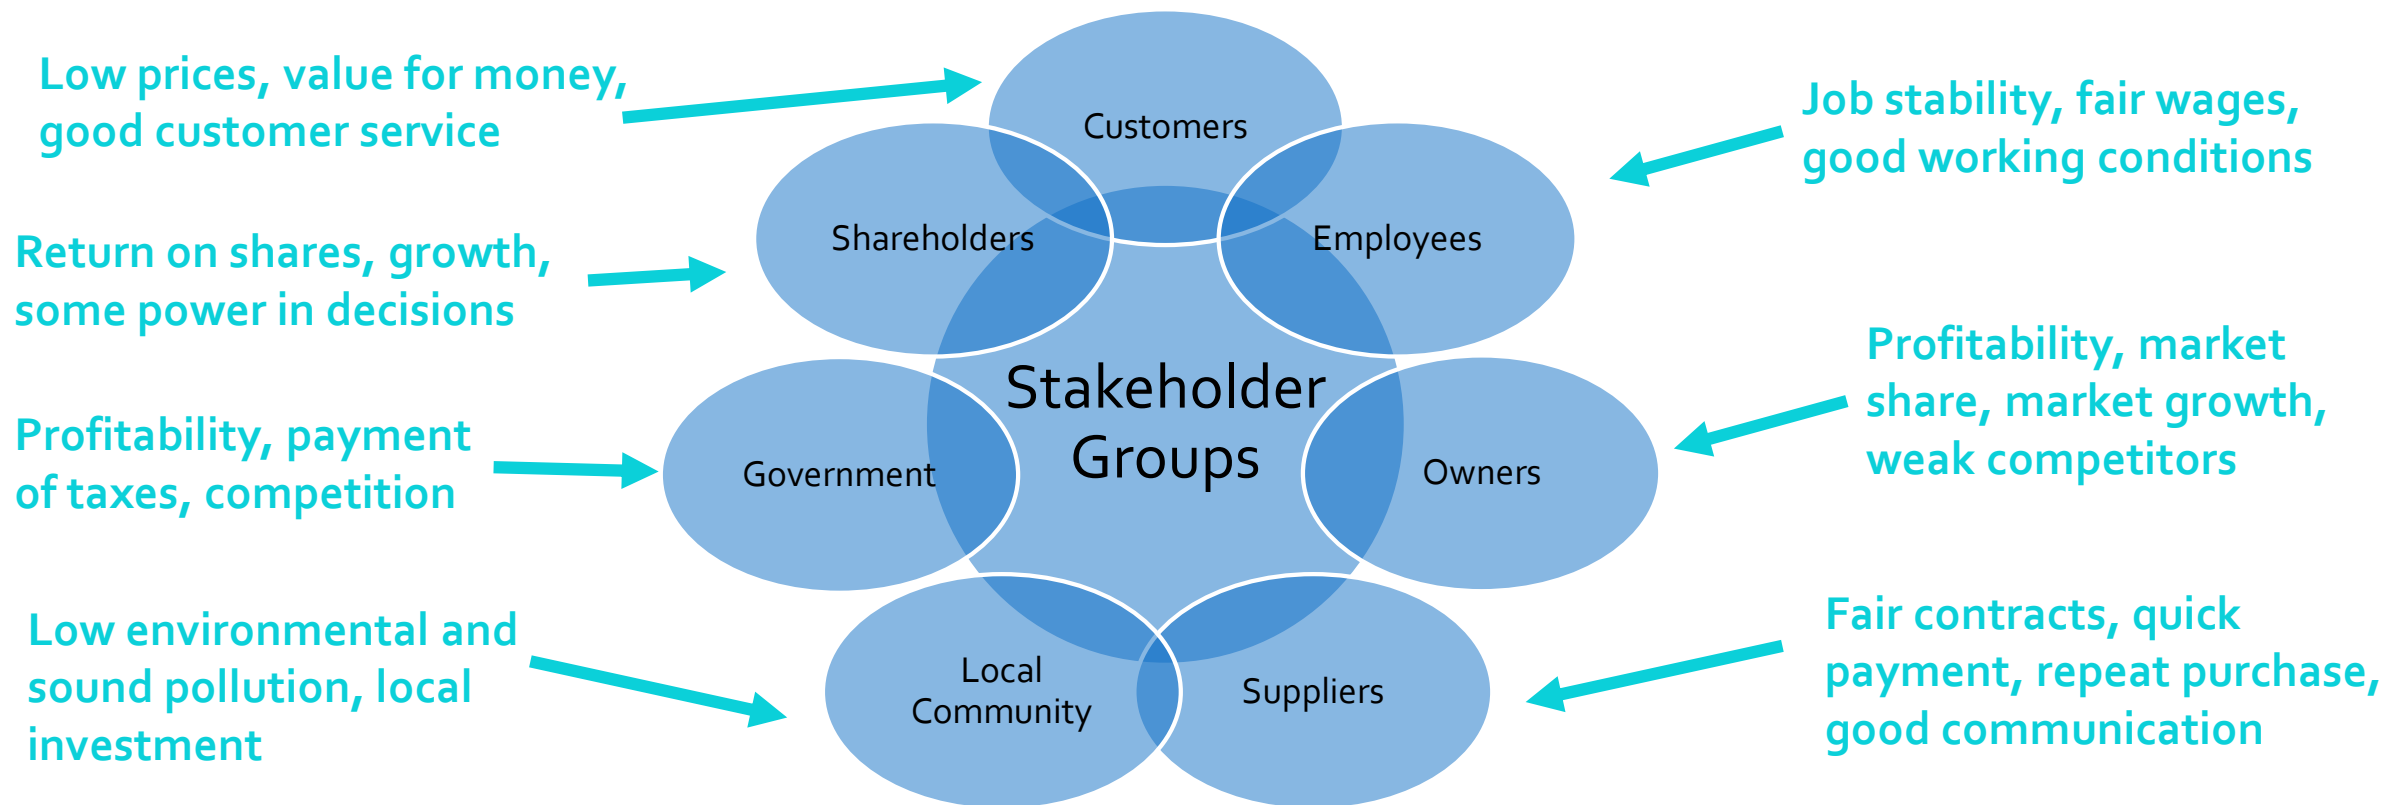 Low prices, value for money,
good customer service
Customers
Job stability, fair wages,
good working conditions
Shareholders
Employees
Return on shares, growth,
some power in decisions
Stakeholder
Groups
Profitability, market
share, market growth,
weak competitors
Profitability, payment
of taxes, competition
Government
Owners
Low environmental and
sound pollution, local
investment
Local
Community
Suppliers
Fair contracts, quick
payment, repeat purchase,
good communication